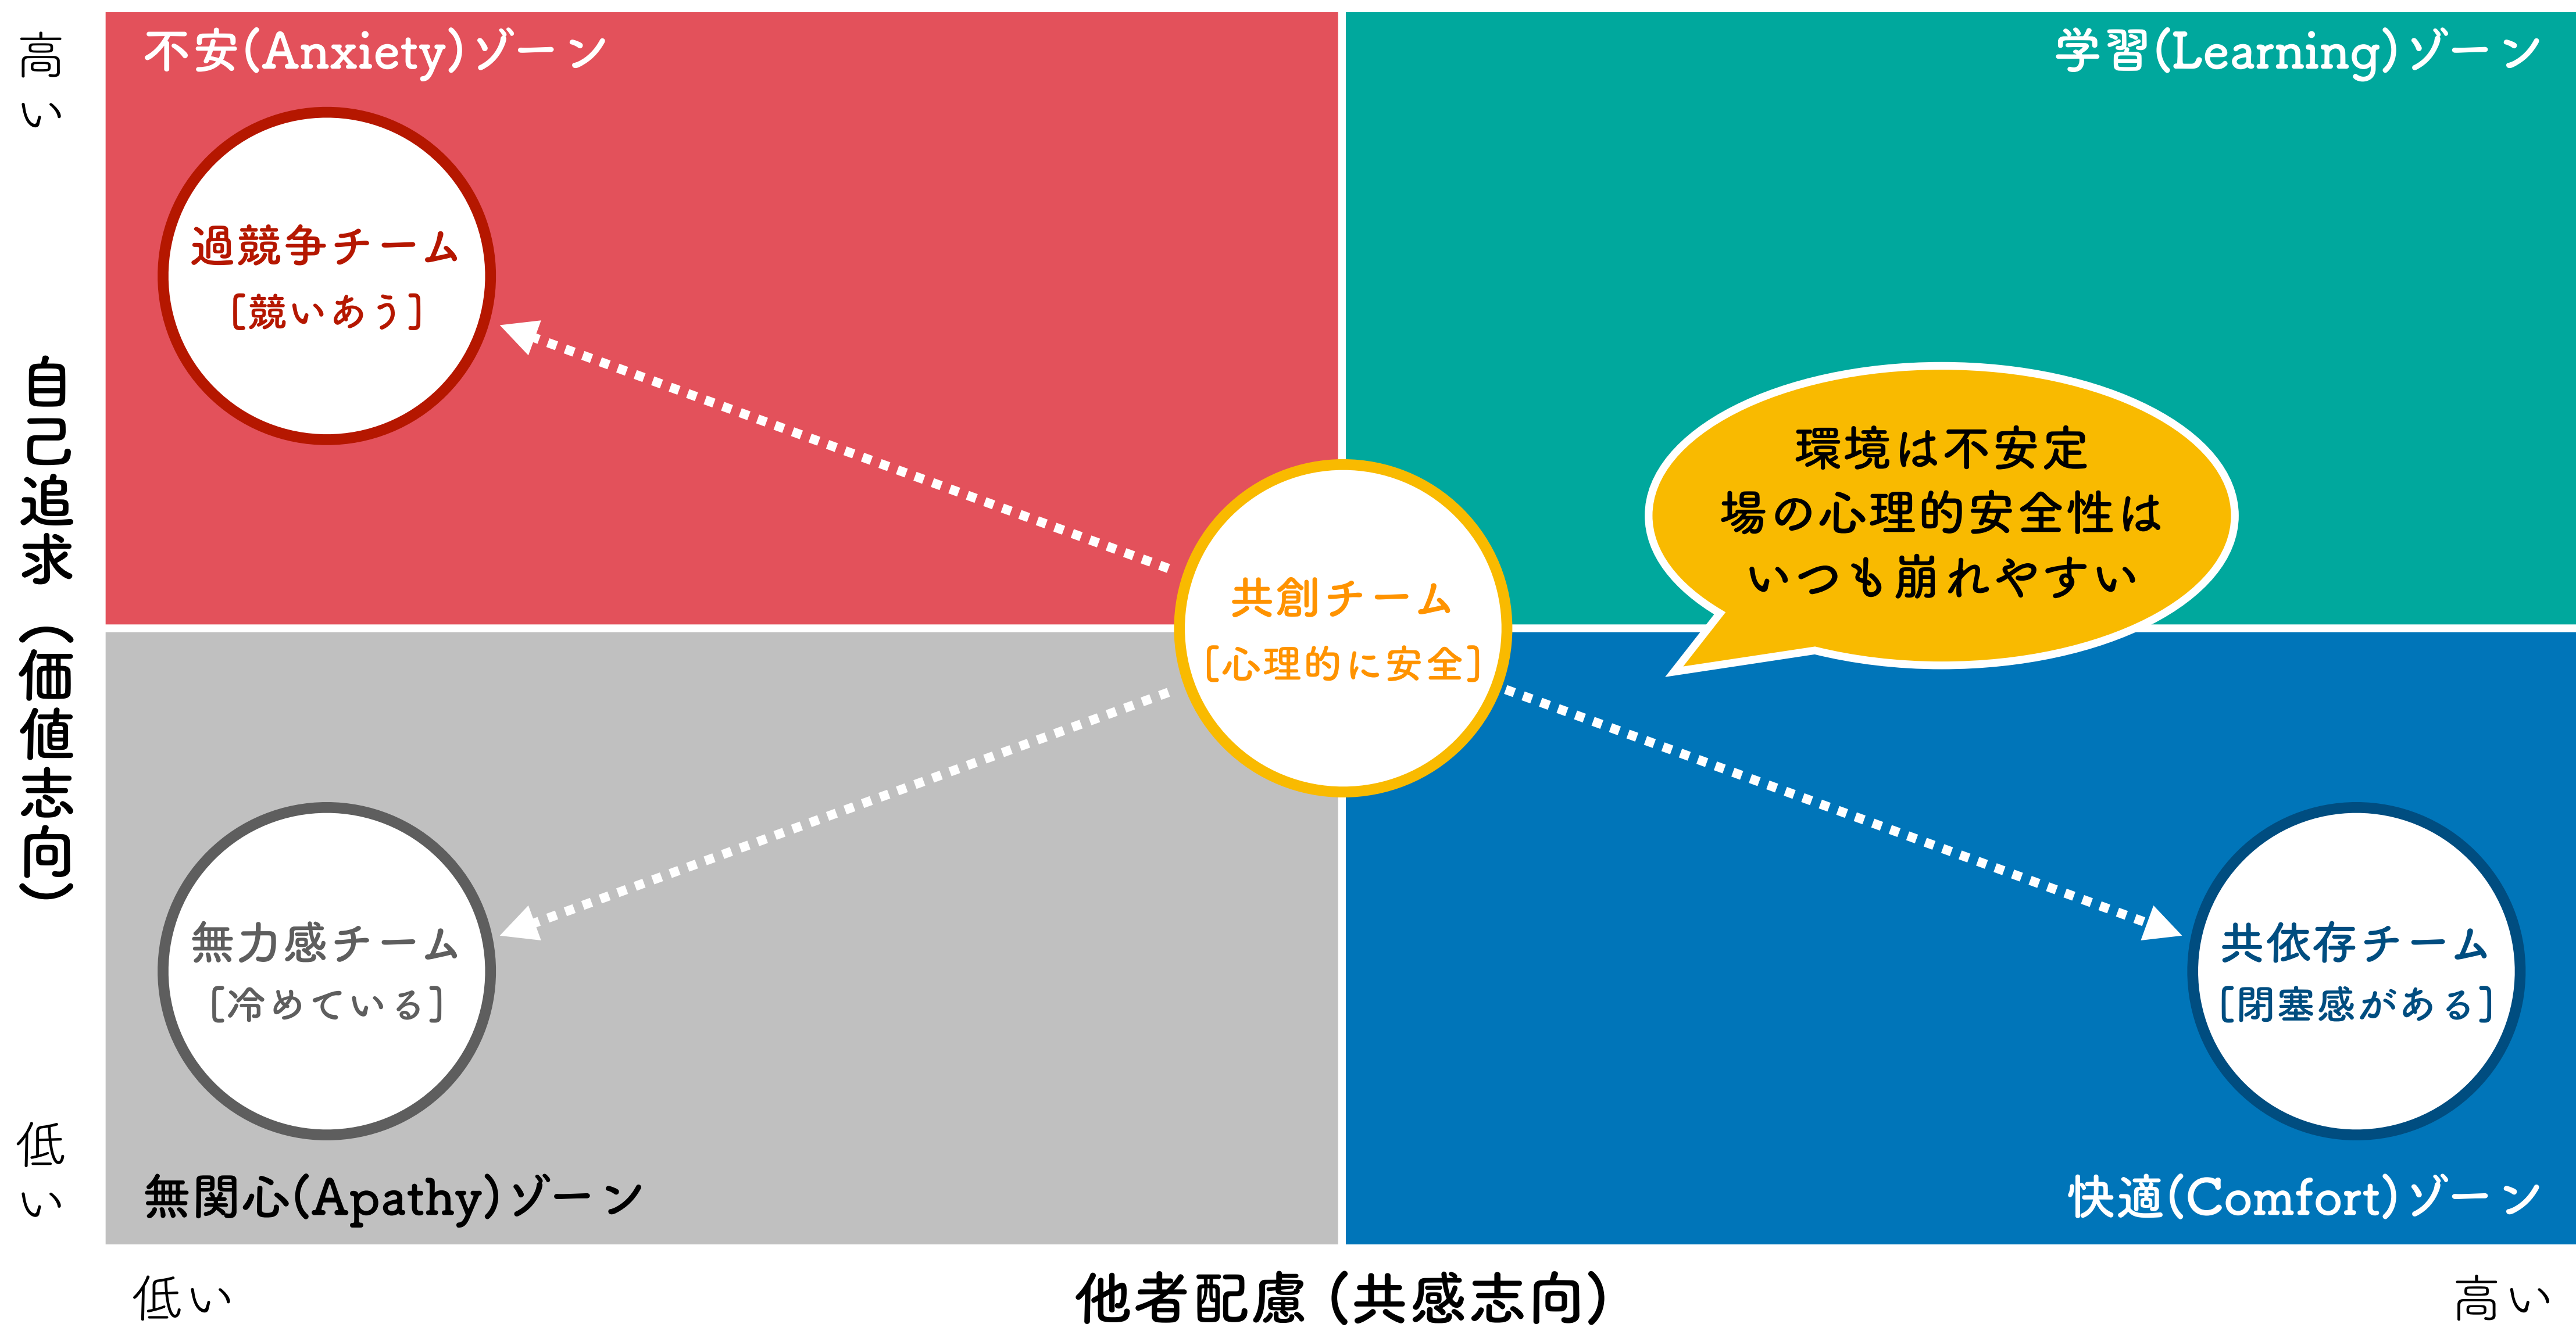 高い
不安(Anxiety)ゾーン
学習(Learning)ゾーン
過競争チーム
[競いあう]
自己追求(価値志向)
環境は不安定
場の心理的安全性は
いつも崩れやすい
共創チーム
[心理的に安全]
無力感チーム
[冷めている]
共依存チーム
[閉塞感がある]
低い
無関心(Apathy)ゾーン
快適(Comfort)ゾーン
低い
他者配慮(共感志向)
高い